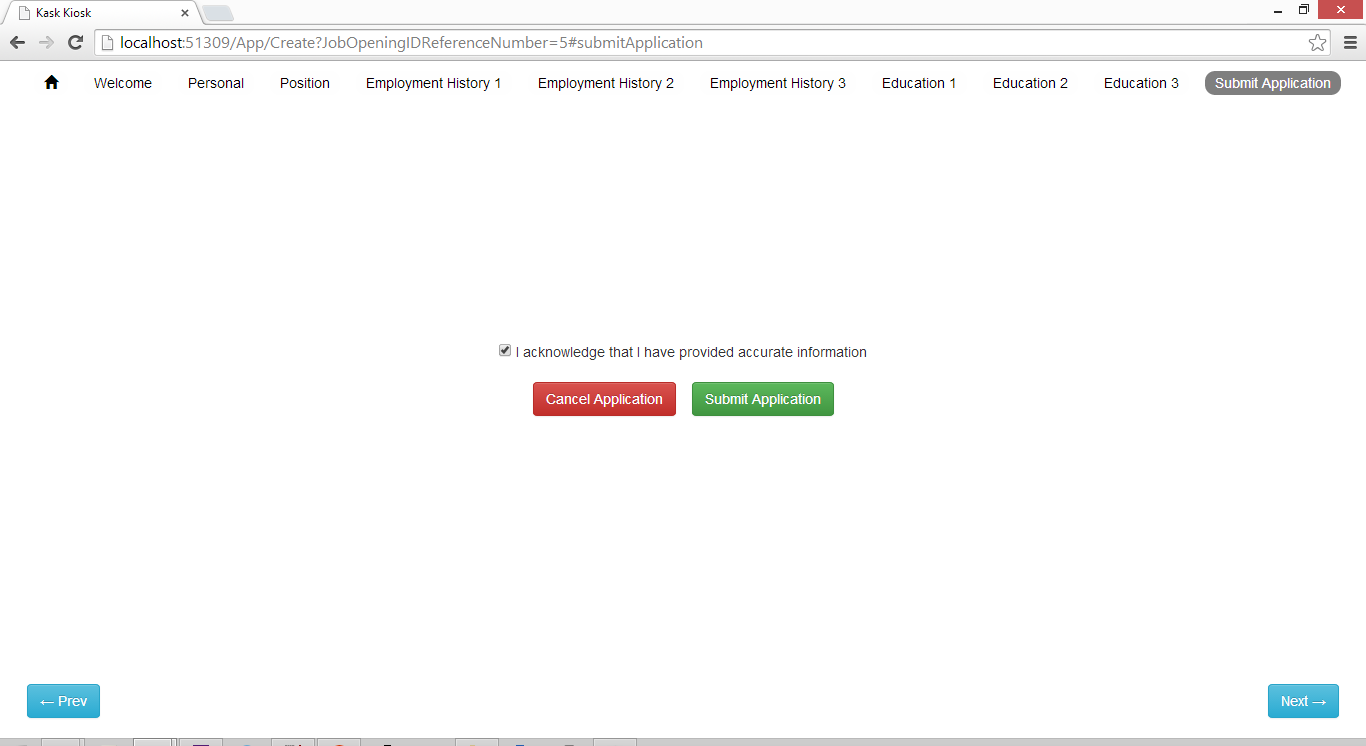 Kask Kiosk
localhost:51309/App/Create?JobOpeningIDReferenceNumber=5#submitApplication
Welcome Personal Position Employment History 1 Employment History 2 Employment History 3 Education 1 Education 2 Education 3 Submit Application
I acknowledge that I have provided accurate information
Cancel Application Submit Application
← Prev Next →